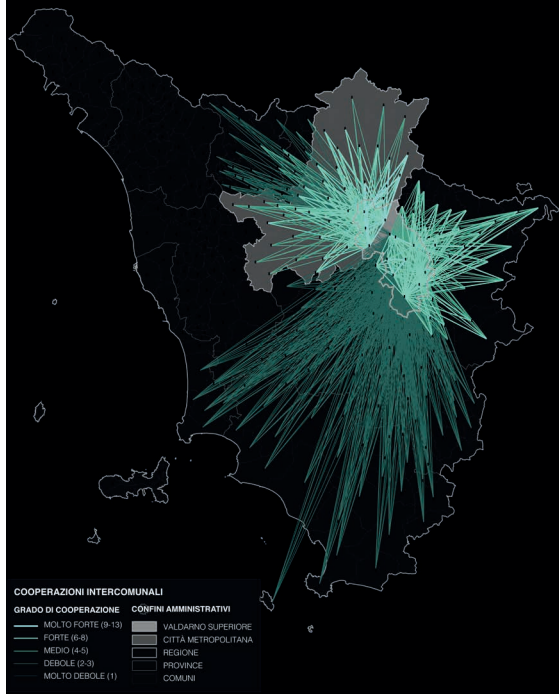 COOPERAZIONI INTERCOMUNALI
GRADO DI COOPERAZIONE
MOLTO FORTE (9-13)
FORTE (6-8)
MEDIO (4-5)
DEBOLE (2-3)
MOLTO DEBOLE (1)
CONFINI AMMINISTRATIVI
VALDARNO SUPERIORE
CITTÀ METROPOLITANA
REGIONE
PROVINCE
COMUNI